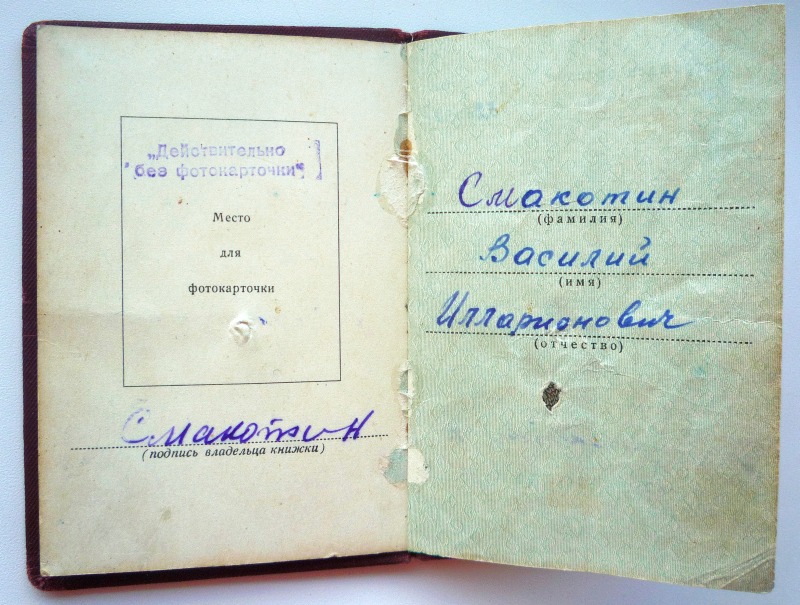 „Действительно
без фотокарточки“
Место
для
фотокарточки
Смакотин
(подпись владельца книжки)
Смакотин
(фамилия)
Василий
(имя)
Илларионович
(отчество)